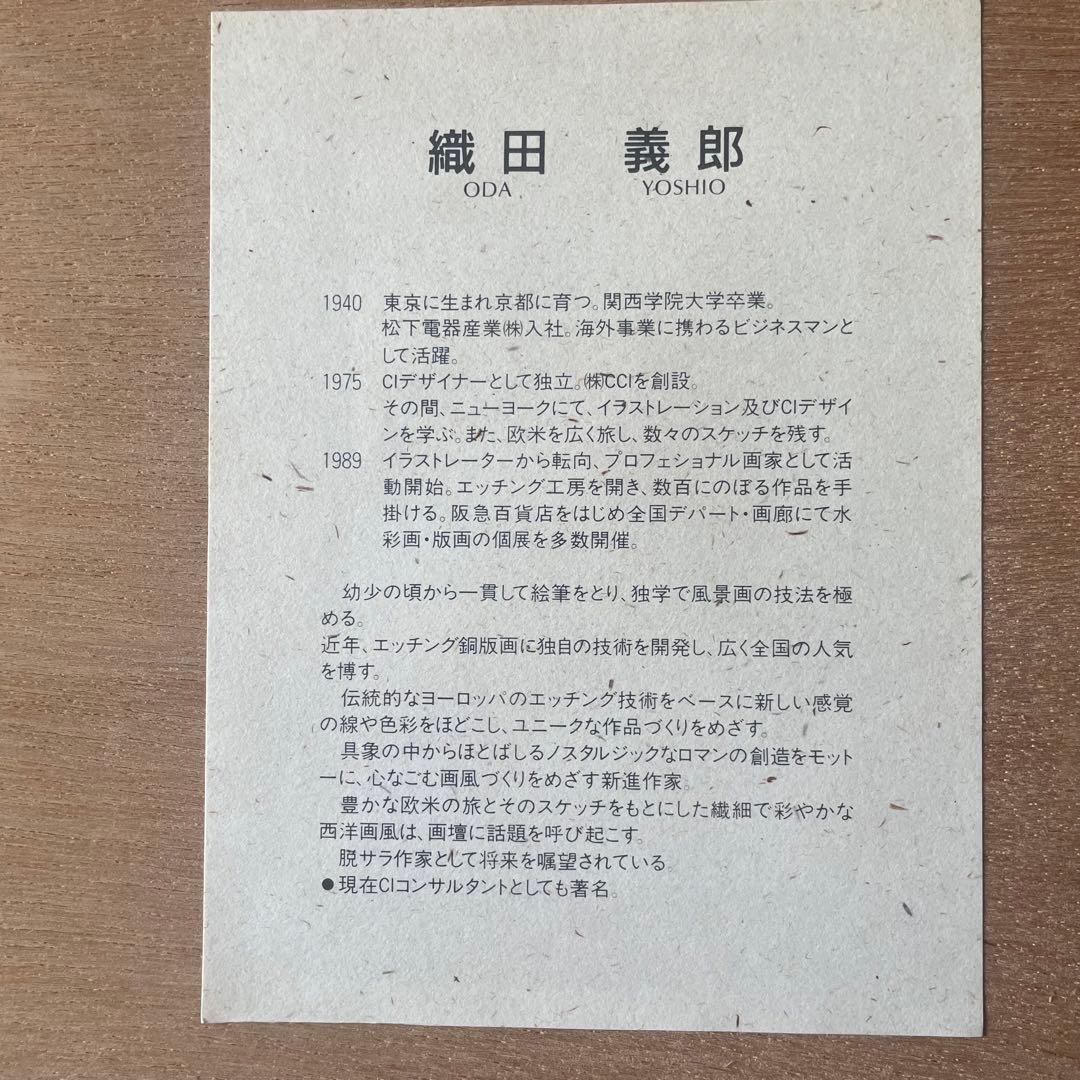 織田 義郎
ODA YOSHIO
1940 東京に生まれ京都に育つ。関西学院大学卒業。
松下電器産業㈱入社。海外事業に携わるビジネスマンと
して活躍。
1975 CIデザイナーとして独立。㈱CCIを創設。
その間、ニューヨークにて、イラストレーション及びCIデザイ
ンを学ぶ。また、欧米を広く旅し、数々のスケッチを残す。
1989 イラストレーターから転向、プロフェショナル画家として活
動開始。エッチング工房を開き、数百にのぼる作品を手
掛ける。阪急百貨店をはじめ全国デパート・画廊にて水
彩画・版画の個展を多数開催。
幼少の頃から一貫して絵筆をとり、独学で風景画の技法を極
める。
近年、エッチング銅版画に独自の技術を開発し、広く全国の人気
を博す。
伝統的なヨーロッパのエッチング技術をベースに新しい感覚
の線や色彩をほどこし、ユニークな作品づくりをめざす。
具象の中からほとばしるノスタルジックなロマンの創造をモット
ーに、心なごむ画風づくりをめざす新進作家。
豊かな欧米の旅とそのスケッチをもとにした繊細で彩やかな
西洋画風は、画壇に話題を呼び起こす。
脱サラ作家として将来を嘱望されている。
●現在CIコンサルタントとしても著名。